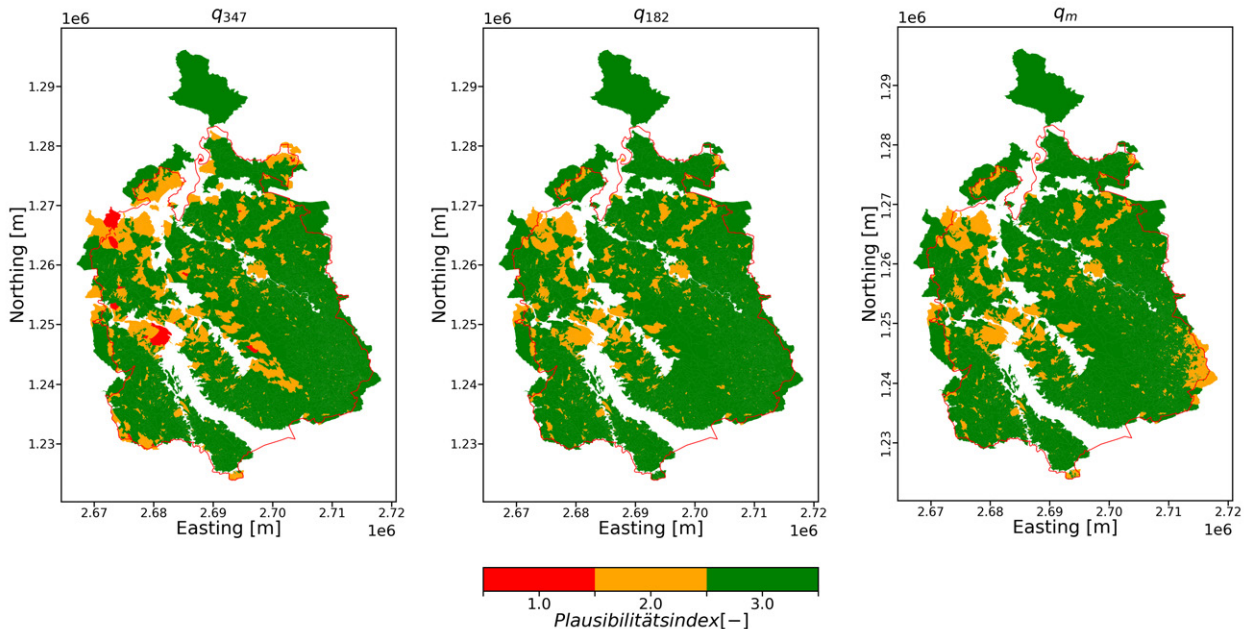 q347
1e6
1.29
1.28
1.27
1.26
1.25
1.24
1.23
Northing [m]
2.67 2.68 2.69 2.70 2.71 2.72
Easting [m]
1e6
q182
1e6
1.29
1.28
1.27
1.26
1.25
1.24
1.23
Northing [m]
2.67 2.68 2.69 2.70 2.71 2.72
Easting [m]
1e6
qm
1e6
1.29
1.28
1.27
1.26
1.25
1.24
1.23
Northing [m]
2.67 2.68 2.69 2.70 2.71 2.72
Easting [m]
1e6
1.0 2.0 3.0
Plausibilitätsindex[−]